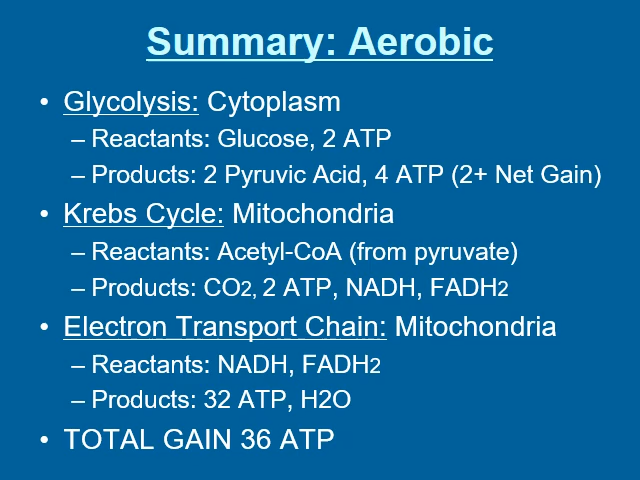 Summary: Aerobic
• Glycolysis: Cytoplasm
– Reactants: Glucose, 2 ATP
– Products: 2 Pyruvic Acid, 4 ATP (2+ Net Gain)
• Krebs Cycle: Mitochondria
– Reactants: Acetyl-CoA (from pyruvate)
– Products: CO2, 2 ATP, NADH, FADH2
• Electron Transport Chain: Mitochondria
– Reactants: NADH, FADH2
– Products: 32 ATP, H2O
• TOTAL GAIN 36 ATP